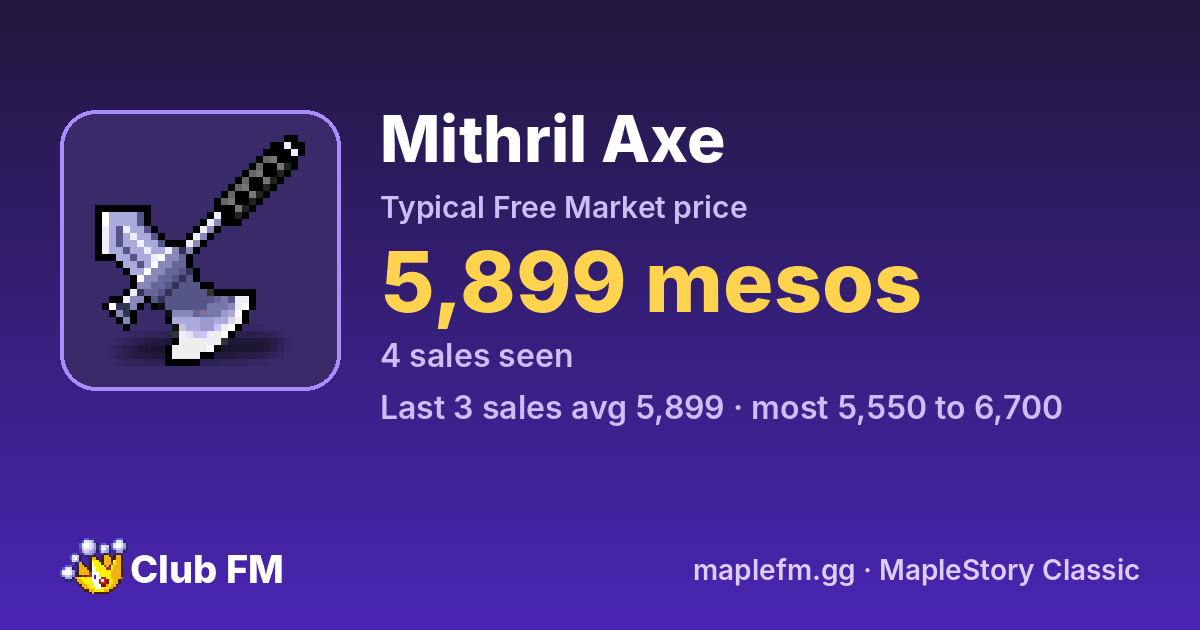 Mithril Axe
Typical Free Market price
5,899 mesos
4 sales seen
Last 3 sales avg 5,899 · most 5,550 to 6,700
Club FM
maplefm.gg · MapleStory Classic